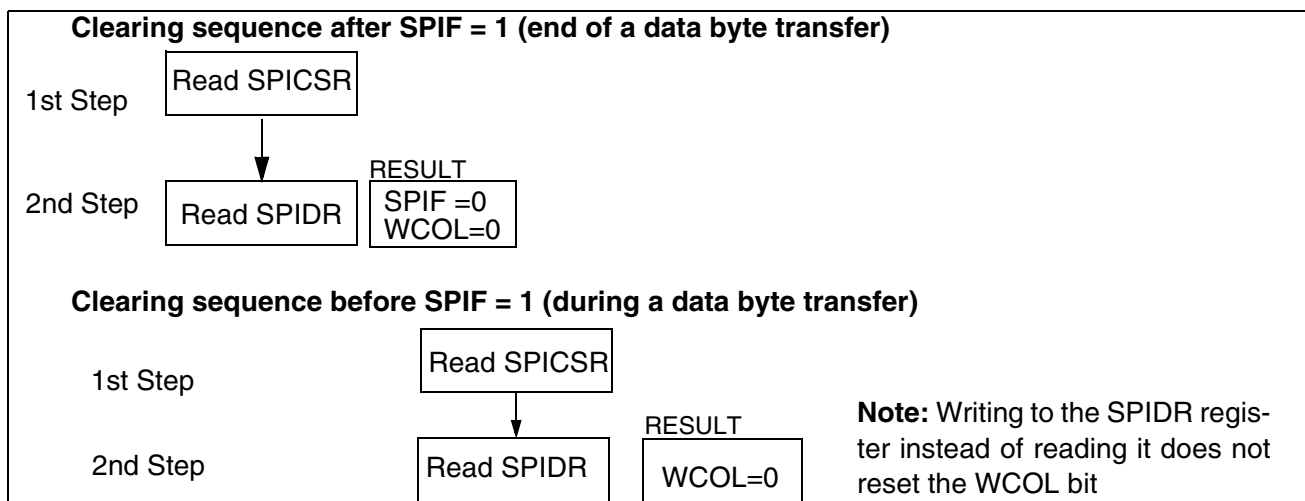 Clearing sequence after SPIF = 1 (end of a data byte transfer)
1st Step
Read SPICSR
2nd Step
Read SPIDR
RESULT
SPIF =0
WCOL=0
Clearing sequence before SPIF = 1 (during a data byte transfer)
1st Step
Read SPICSR
2nd Step
Read SPIDR
RESULT
WCOL=0
Note: Writing to the SPIDR regis-
ter instead of reading it does not
reset the WCOL bit